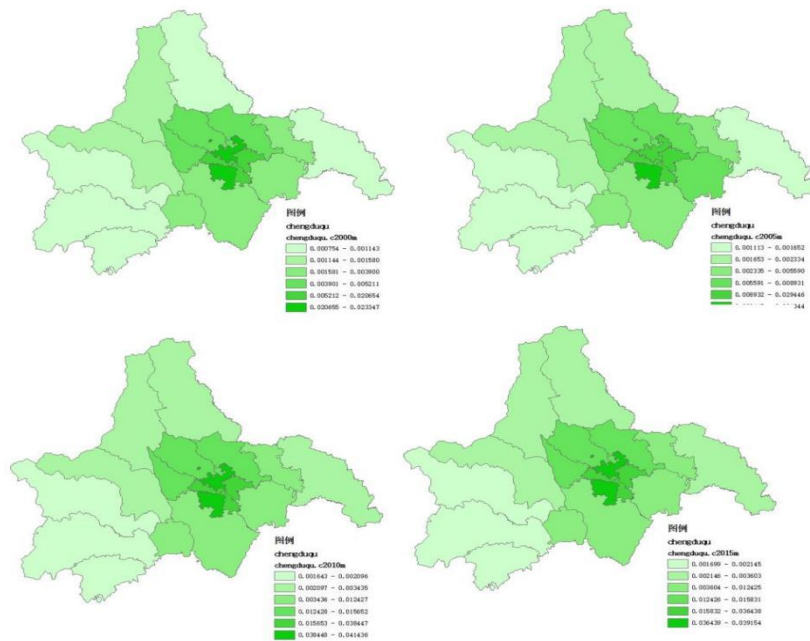 图例
chengduqu
chengduqu.c2000m
0.000754 - 0.001143
0.001144 - 0.001580
0.001581 - 0.003900
0.003901 - 0.005211
0.005212 - 0.020654
0.020655 - 0.023347
图例
chengduqu
chengduqu.c2005m
0.001113 - 0.001652
0.001653 - 0.002334
0.002335 - 0.005590
0.005591 - 0.008931
0.008932 - 0.029446
图例
chengduqu
chengduqu.c2010m
0.001643 - 0.002096
0.002097 - 0.003435
0.003436 - 0.012427
0.012428 - 0.015652
0.015653 - 0.038447
0.038448 - 0.041436
图例
chengduqu
chengduqu.c2015m
0.001699 - 0.002145
0.002146 - 0.003603
0.003604 - 0.012425
0.012426 - 0.015831
0.015832 - 0.036438
0.036439 - 0.039154